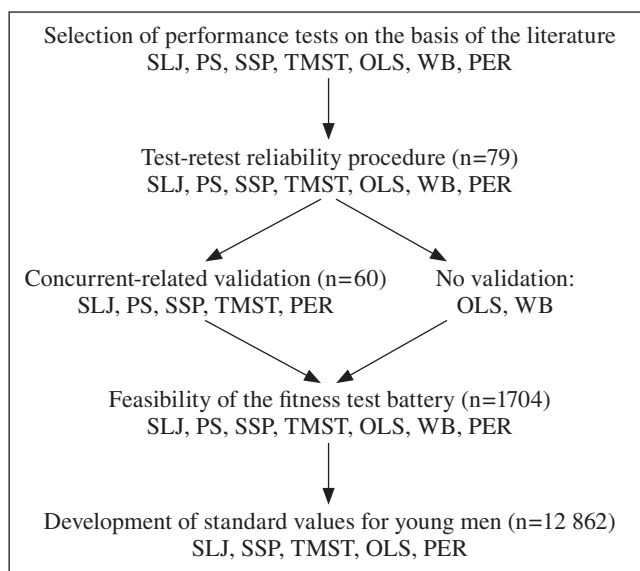 Selection of performance tests on the basis of the literature
SLJ, PS, SSP, TMST, OLS, WB, PER
Test-retest reliability procedure (n=79)
SLJ, PS, SSP, TMST, OLS, WB, PER
Concurrent-related validation (n=60)
SLJ, PS, SSP, TMST, PER
No validation:
OLS, WB
Feasibility of the fitness test battery (n=1704)
SLJ, PS, SSP, TMST, OLS, WB, PER
Development of standard values for young men (n=12 862)
SLJ, SSP, TMST, OLS, PER